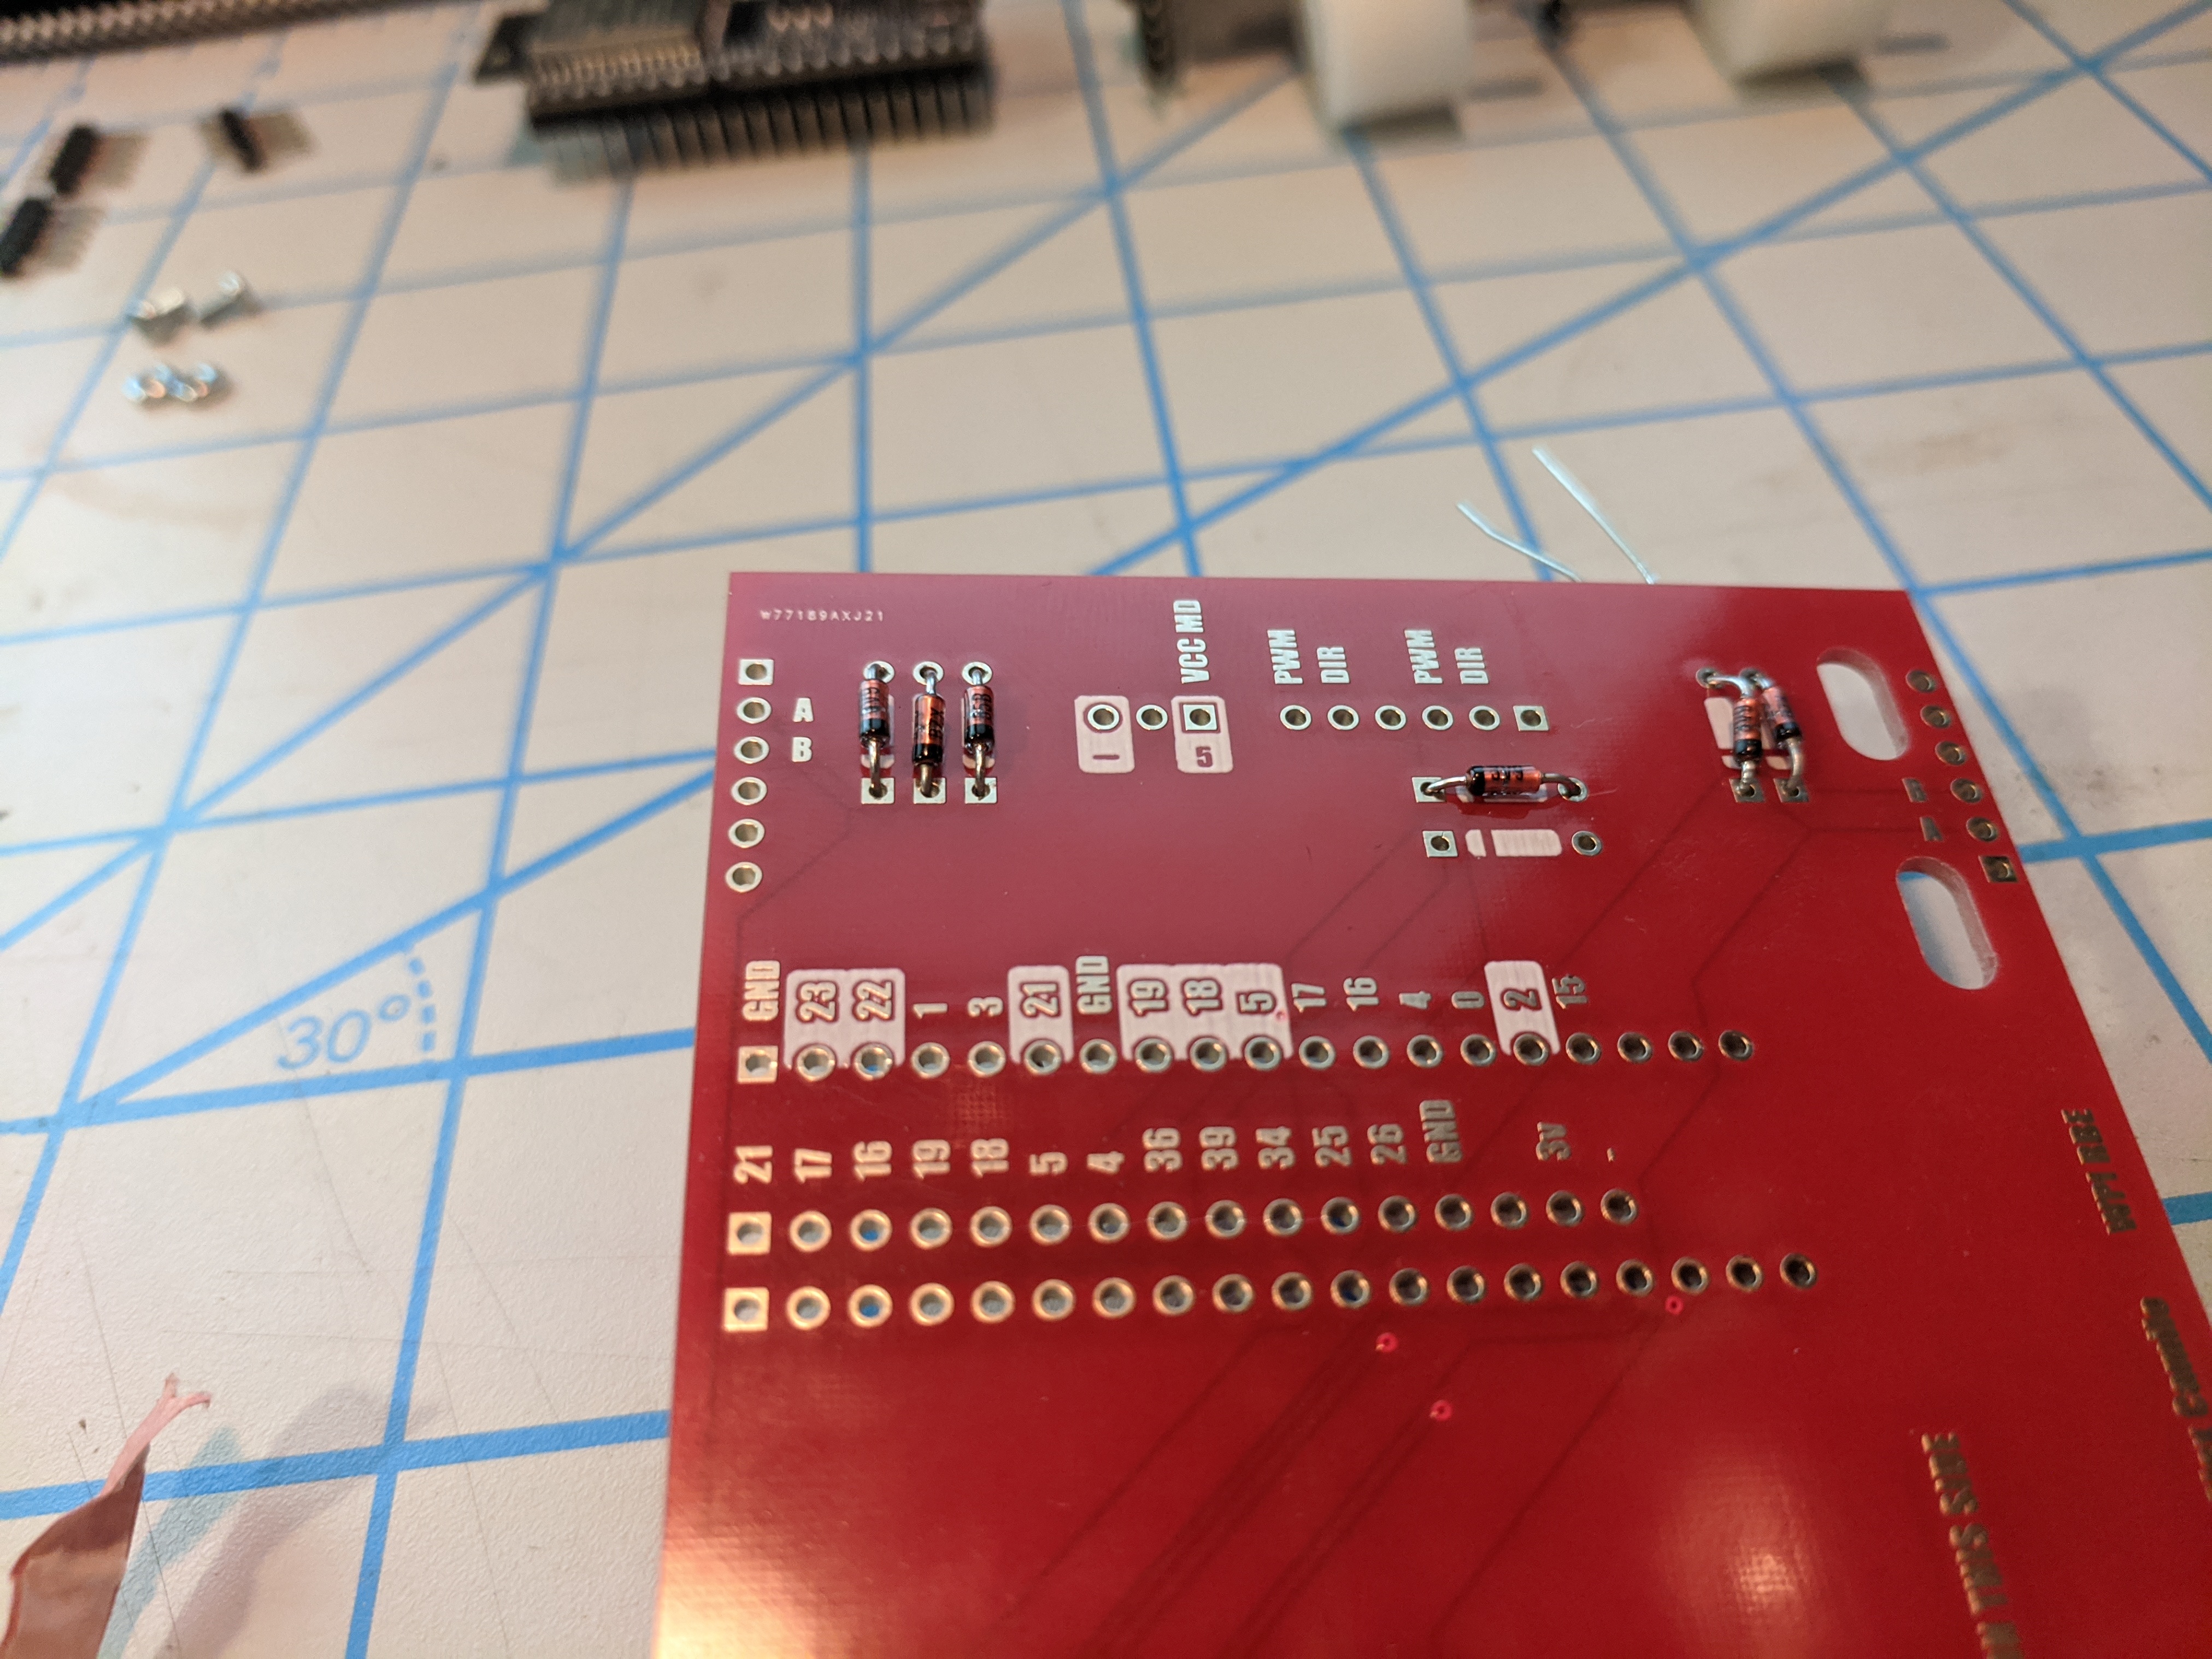 W77189AXJ21
VCC MD
PWM
DIR
PWM
DIR
A
B
1
5
B
A
GND 23 22 1 3 21 GND 19 18 5 17 16 4 0 2 15
21 17 16 19 18 5 4 36 39 34 25 26 GND 3v -
30°
THIS SIDE